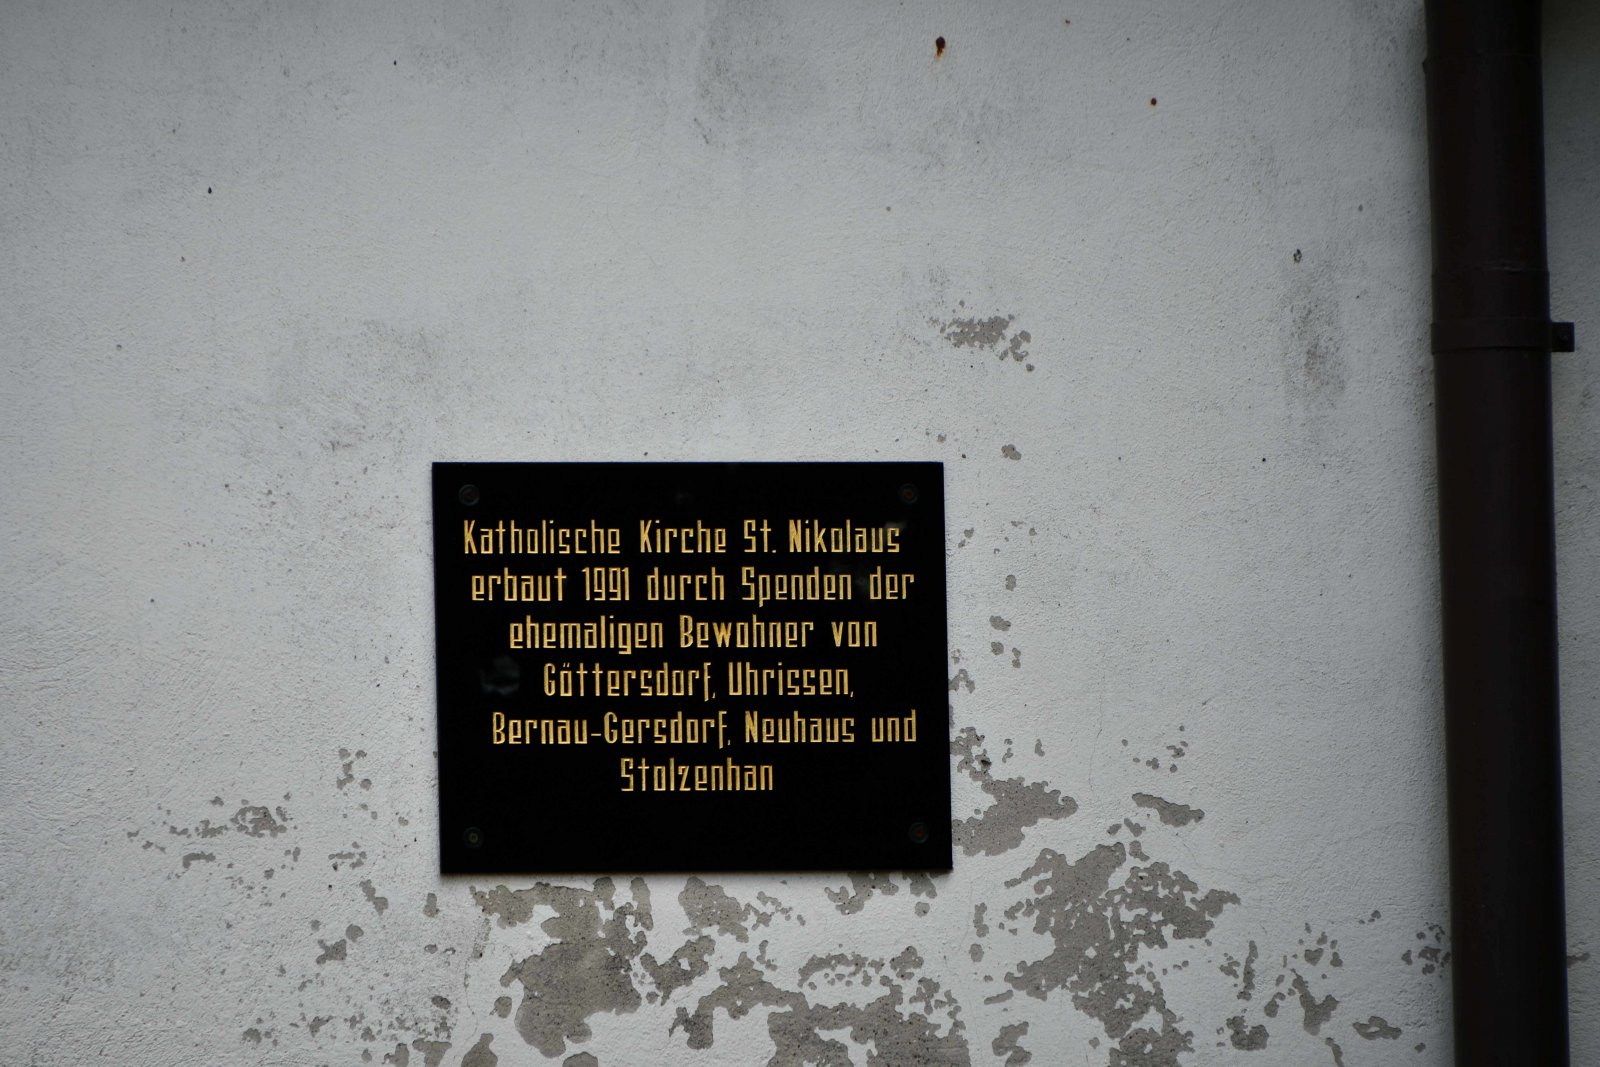 Katholische Kirche St. Nikolaus
erbaut 1991 durch Spenden der
ehemaligen Bewohner von
Göttersdorf, Uhrissen,
Bernau-Gersdorf, Neuhaus und
Stolzenhan